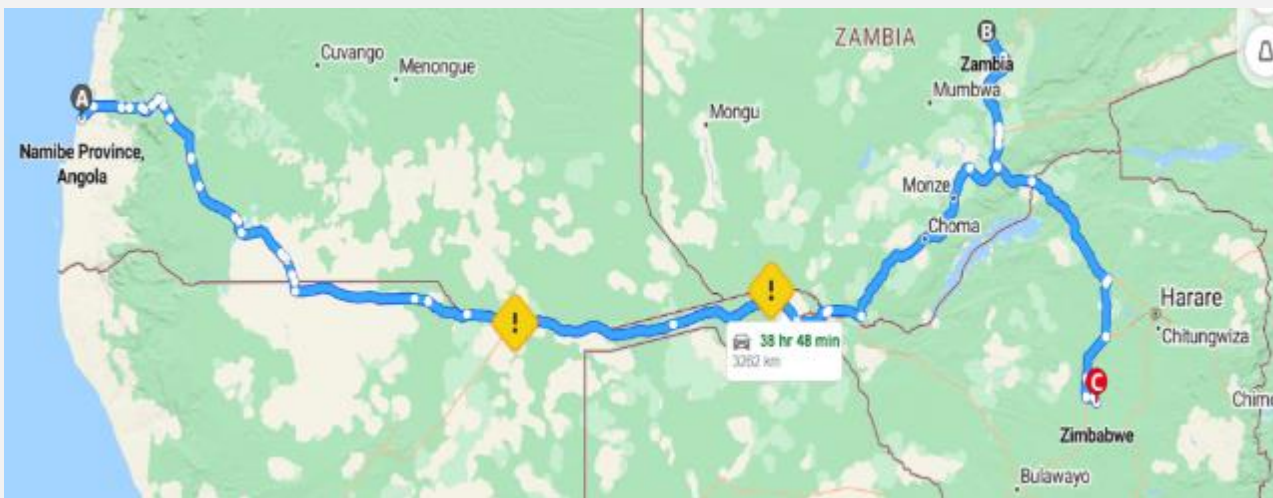 Cuvango
Menongue
ZAMBIA
B
Zambia
Mumbwa
A
Mongu
Namibe Province,
Angola
Monze
Choma
!
!
Harare
Chitungwiza
38 hr 48 min
3262 km
C
Chimo
Zimbabwe
Bulawayo